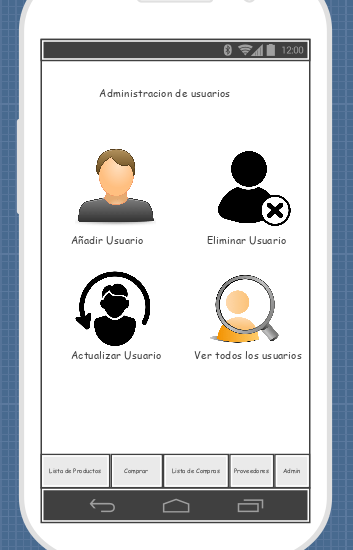 12:00
Administracion de usuarios
Añadir Usuario
Eliminar Usuario
Actualizar Usuario
Ver todos los usuarios
Lista de Productos
Comprar
Lista de Compras
Proveedores
Admin